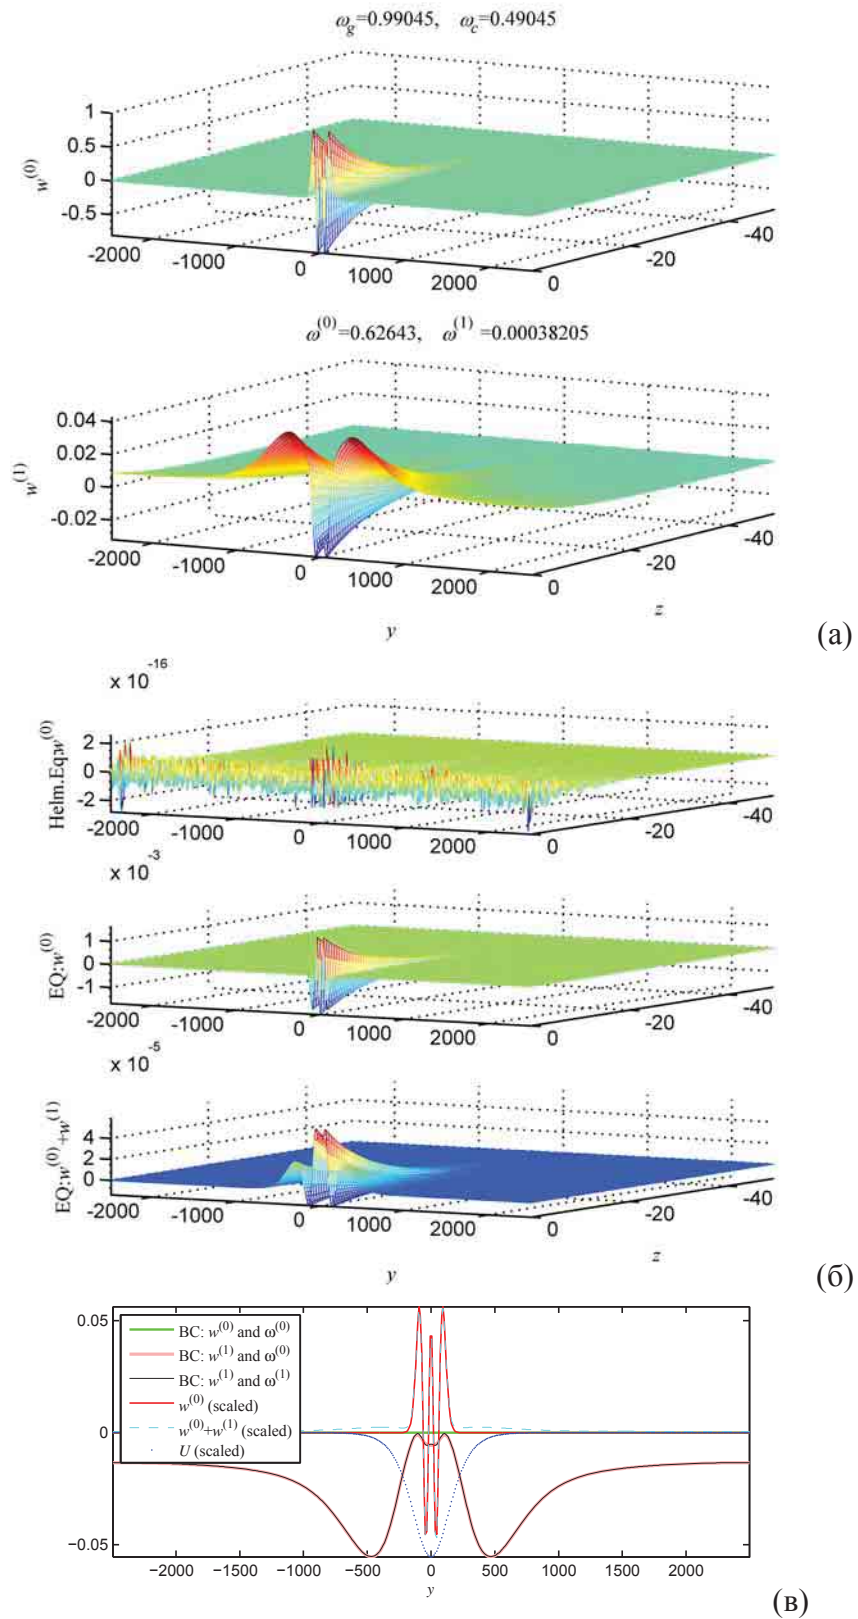 ω_g=0.99045, ω_c=0.49045
1
0.5
0
-0.5
w^(0)
-2000
-1000
0
1000
2000
0
-20
-40
ω^(0)=0.62643, ω^(1)=0.00038205
0.04
0.02
0
-0.02
w^(1)
-2000
-1000
0
1000
2000
0
-20
-40
y
z
(а)
x 10^-16
2
0
-2
Helm.Eq:w^(0)
-2000
-1000
0
1000
2000
0
-20
-40
x 10^-3
1
0
-1
EQ:w^(0)
-2000
-1000
0
1000
2000
0
-20
-40
x 10^-5
4
2
0
EQ:w^(0)+w^(1)
-2000
-1000
0
1000
2000
0
-20
-40
y
z
(б)
0.05
0
−0.05
BC: w^(0) and ω^(0)
BC: w^(1) and ω^(0)
BC: w^(1) and ω^(1)
w^(0) (scaled)
w^(0)+w^(1) (scaled)
U (scaled)
−2000
−1500
−1000
−500
0
500
1000
1500
2000
y
(в)